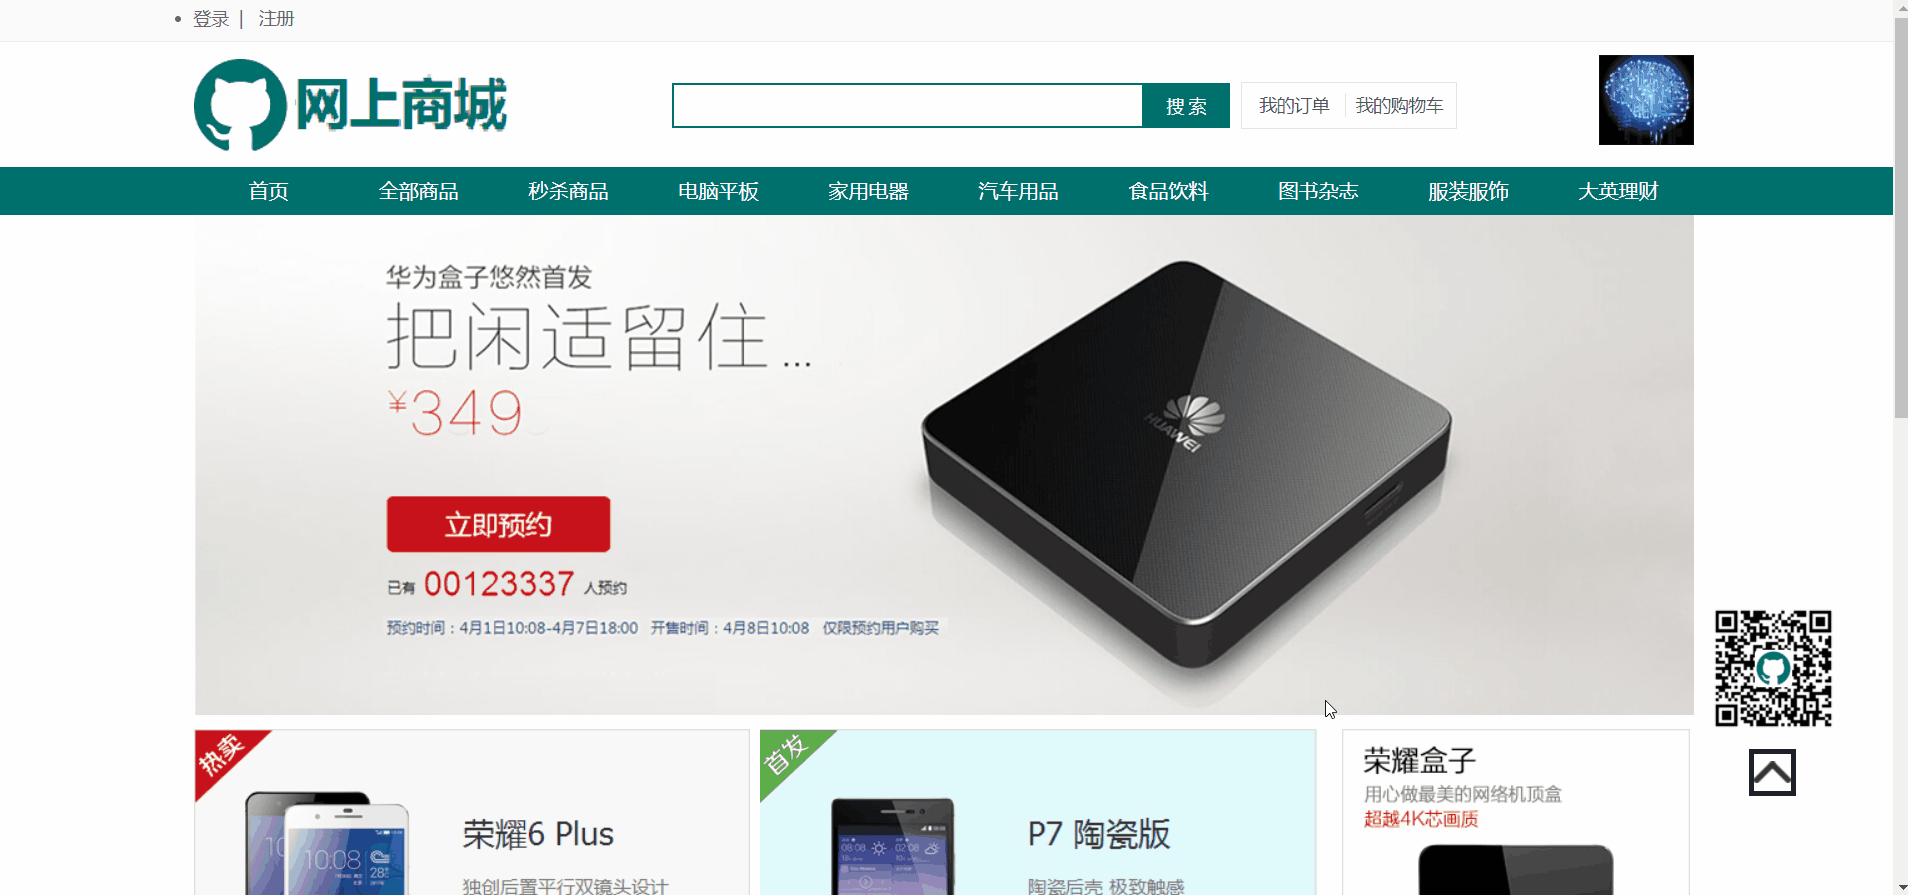 登录 | 注册
网上商城
搜索
我的订单 我的购物车
首页 全部商品 秒杀商品 电脑平板 家用电器 汽车用品 食品饮料 图书杂志 服装服饰 大英理财
华为盒子悠然首发
把闲适留住...
¥349
HUAWEI
立即预约
已有 00123337 人预约
预约时间：4月1日10:08-4月7日18:00 开售时间：4月8日10:08 仅限预约用户购买
热卖
荣耀6 Plus
独创后置平行双镜头设计
10:08
28°
首发
P7 陶瓷版
陶瓷后壳 极致触感
08:08
02:08
荣耀盒子
用心做最美的网络机顶盒
超越4K芯画质